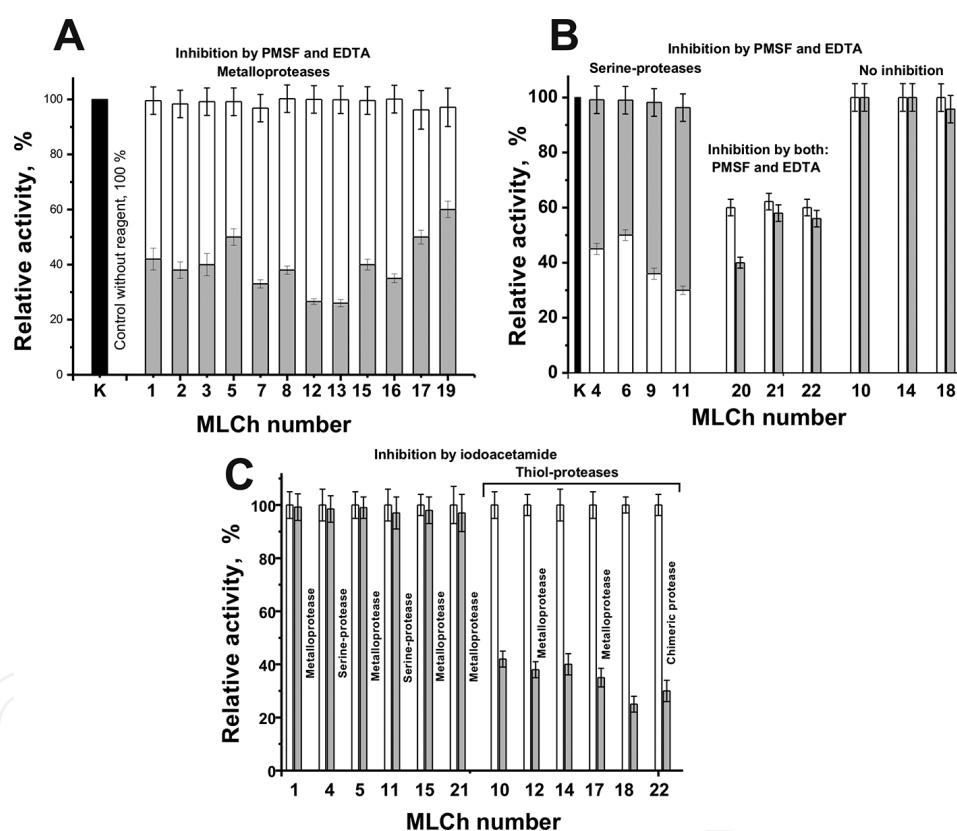 A
Inhibition by PMSF and EDTA
Metalloproteases
Relative activity, %
100
80
60
40
20
0
Control without reagent, 100 %
K 1 2 3 5 7 8 12 13 15 16 17 19
MLCh number
B
Inhibition by PMSF and EDTA
Serine-proteases
No inhibition
Inhibition by both:
PMSF and EDTA
Relative activity, %
100
80
60
40
20
0
K 4 6 9 11 20 21 22 10 14 18
MLCh number
C
Inhibition by iodoacetamide
Thiol-proteases
Relative activity, %
100
80
60
40
20
0
Metalloprotease
Serine-protease
Metalloprotease
Serine-protease
Metalloprotease
Metalloprotease
Metalloprotease
Metalloprotease
Chimeric protease
1 4 5 11 15 21 10 12 14 17 18 22
MLCh number